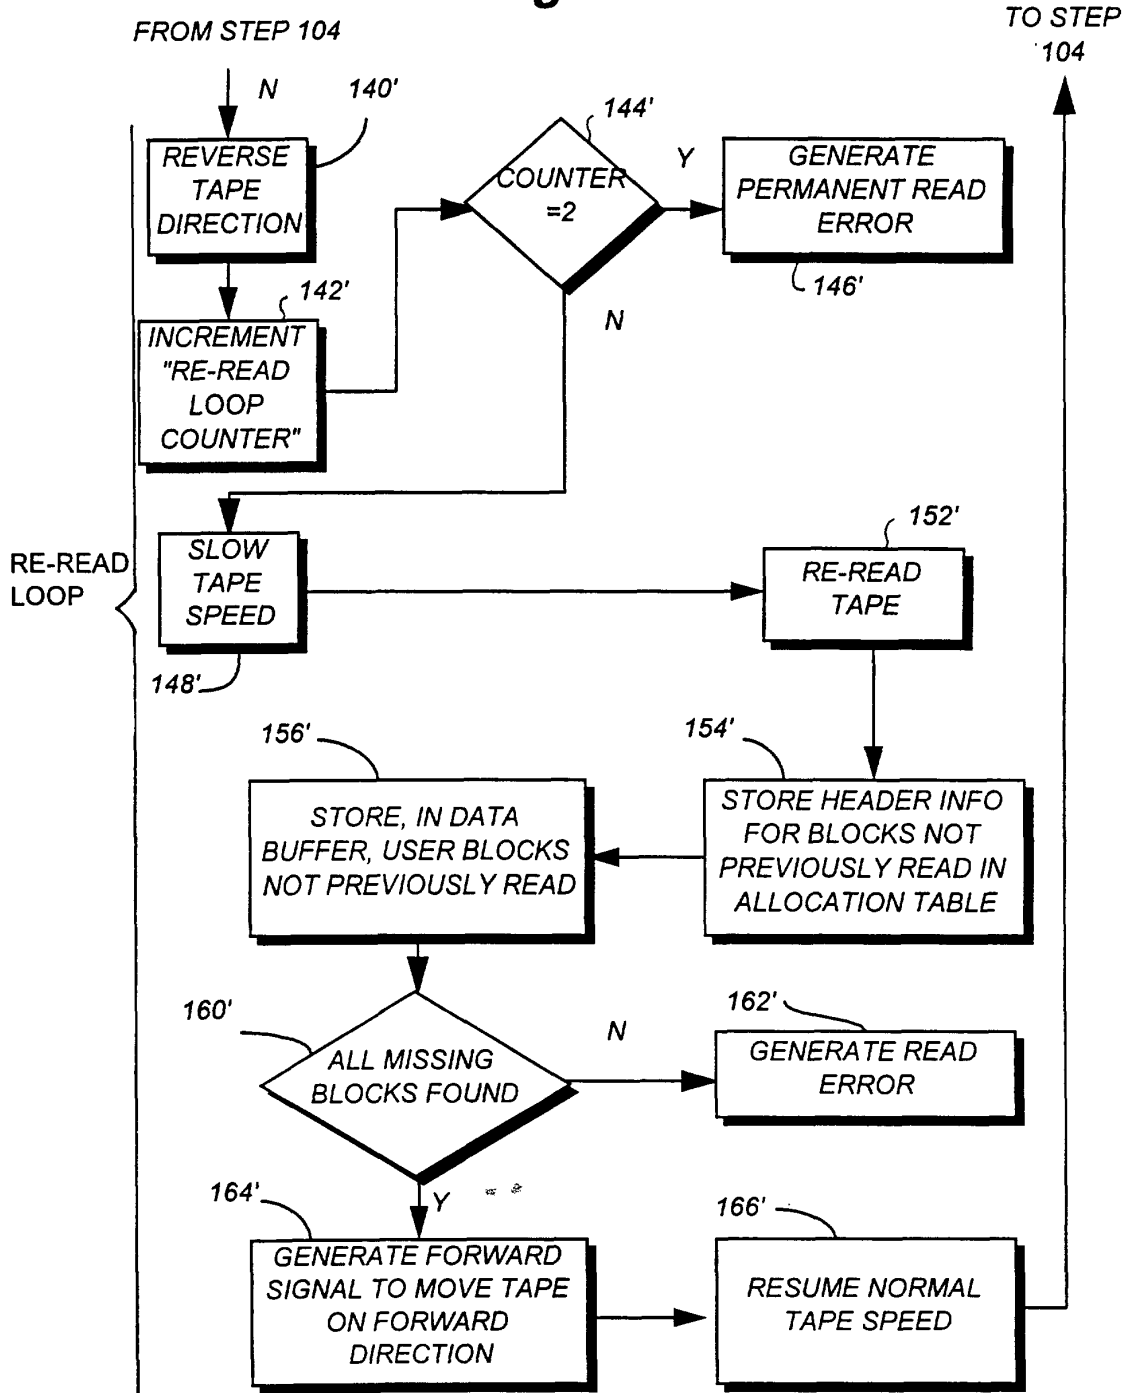 FROM STEP 104
TO STEP
104
N
140'
REVERSE
TAPE
DIRECTION
144'
COUNTER
=2
Y
GENERATE
PERMANENT READ
ERROR
146'
142'
INCREMENT
"RE-READ
LOOP
COUNTER"
N
RE-READ
LOOP
SLOW
TAPE
SPEED
148'
152'
RE-READ
TAPE
156'
STORE, IN DATA
BUFFER, USER BLOCKS
NOT PREVIOUSLY READ
154'
STORE HEADER INFO
FOR BLOCKS NOT
PREVIOUSLY READ IN
ALLOCATION TABLE
160'
ALL MISSING
BLOCKS FOUND
N
162'
GENERATE READ
ERROR
Y
164'
GENERATE FORWARD
SIGNAL TO MOVE TAPE
ON FORWARD
DIRECTION
166'
RESUME NORMAL
TAPE SPEED